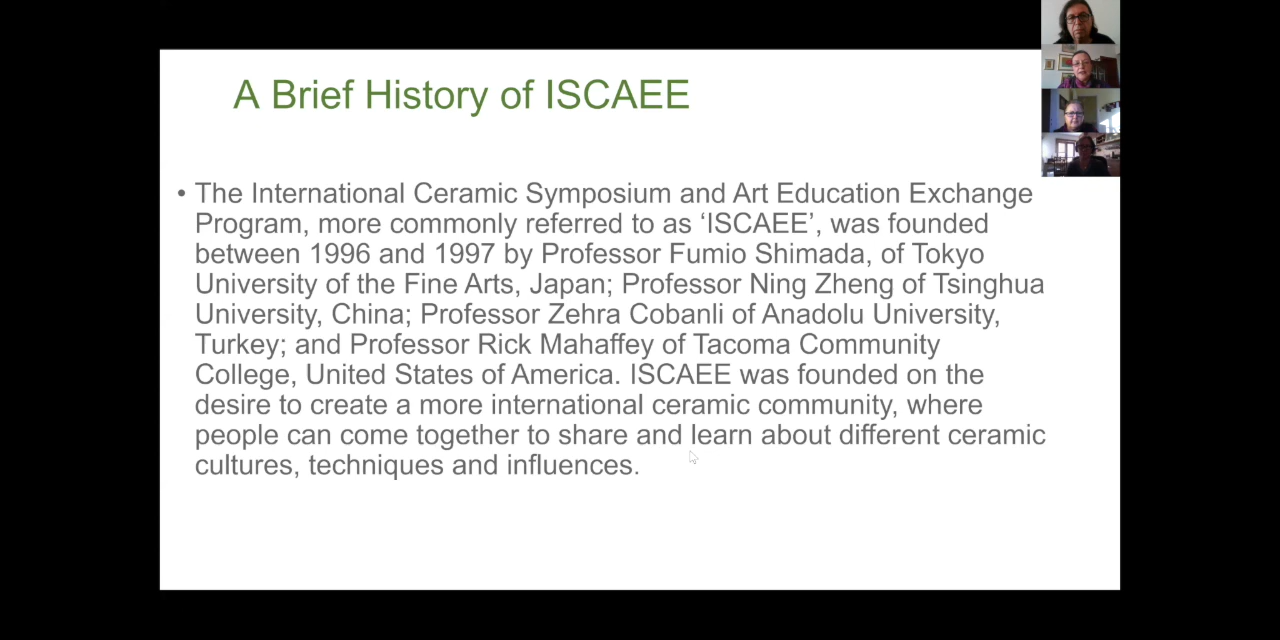 A Brief History of ISCAEE
• The International Ceramic Symposium and Art Education Exchange
Program, more commonly referred to as ‘ISCAEE’, was founded
between 1996 and 1997 by Professor Fumio Shimada, of Tokyo
University of the Fine Arts, Japan; Professor Ning Zheng of Tsinghua
University, China; Professor Zehra Cobanli of Anadolu University,
Turkey; and Professor Rick Mahaffey of Tacoma Community
College, United States of America. ISCAEE was founded on the
desire to create a more international ceramic community, where
people can come together to share and learn about different ceramic
cultures, techniques and influences.